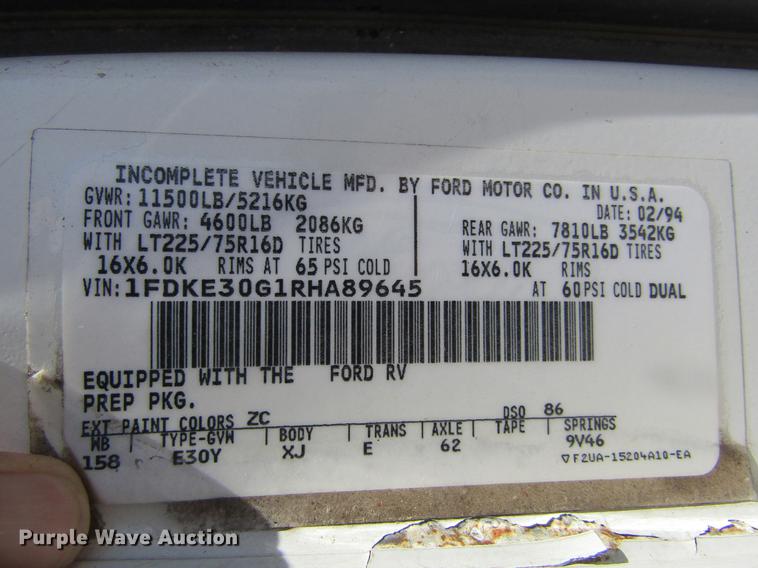 INCOMPLETE VEHICLE MFD. BY FORD MOTOR CO. IN U.S.A.
GVWR: 11500LB/5216KG DATE: 02/94
FRONT GAWR: 4600LB 2086KG REAR GAWR: 7810LB 3542KG
WITH LT225/75R16D TIRES WITH LT225/75R16D TIRES
16X6.0K RIMS AT 65 PSI COLD 16X6.0K RIMS
VIN: 1FDKE30G1RHA89645 AT 60 PSI COLD DUAL
EQUIPPED WITH THE FORD RV
PREP PKG.
EXT PAINT COLORS ZC DSO 86
WB TYPE-GVW BODY TRANS AXLE TAPE SPRINGS
158 E30Y XJ E 62 9V46
F2UA-15204A10-EA
Purple Wave Auction